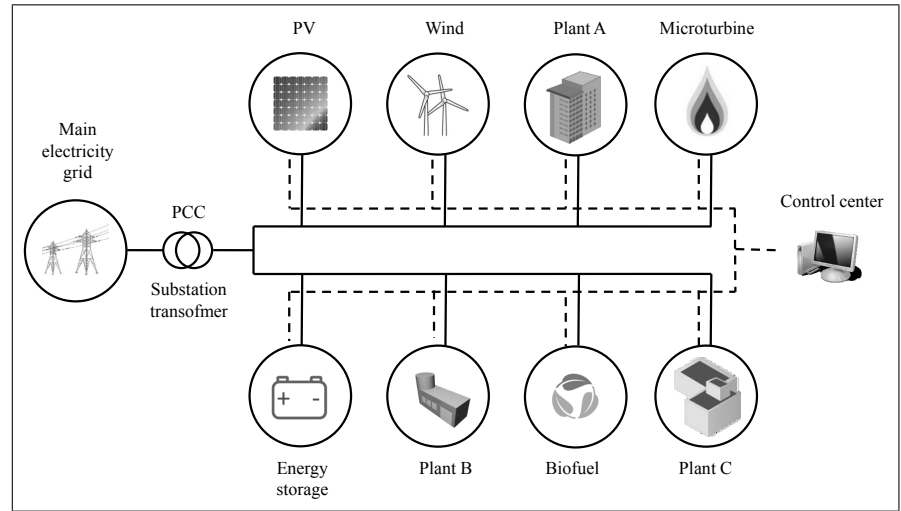 PV
Wind
Plant A
Microturbine
Main
electricity
grid
PCC
Control center
Substation
transofmer
Energy
storage
Plant B
Biofuel
Plant C